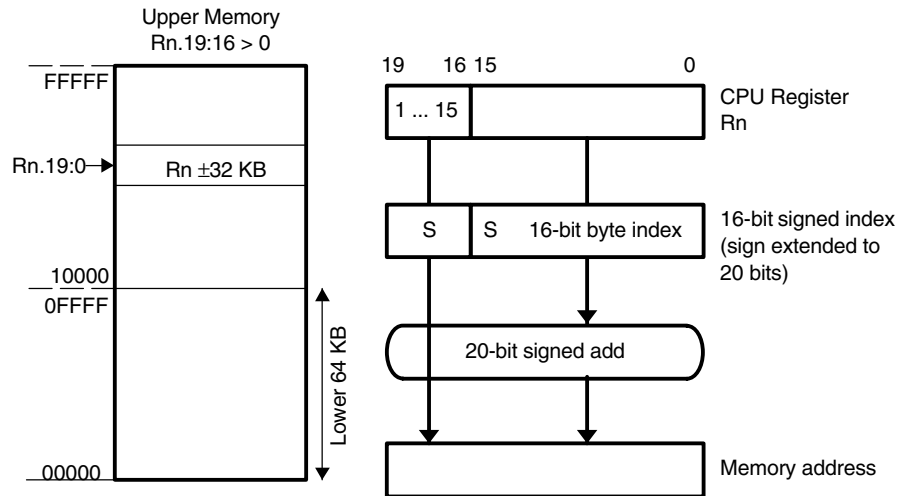 Upper Memory
Rn.19:16 > 0
FFFFF
Rn.19:0
Rn ±32 KB
10000
0FFFF
Lower 64 KB
00000
19 16 15 0
1 ... 15
CPU Register
Rn
S S 16-bit byte index
16-bit signed index
(sign extended to
20 bits)
20-bit signed add
Memory address